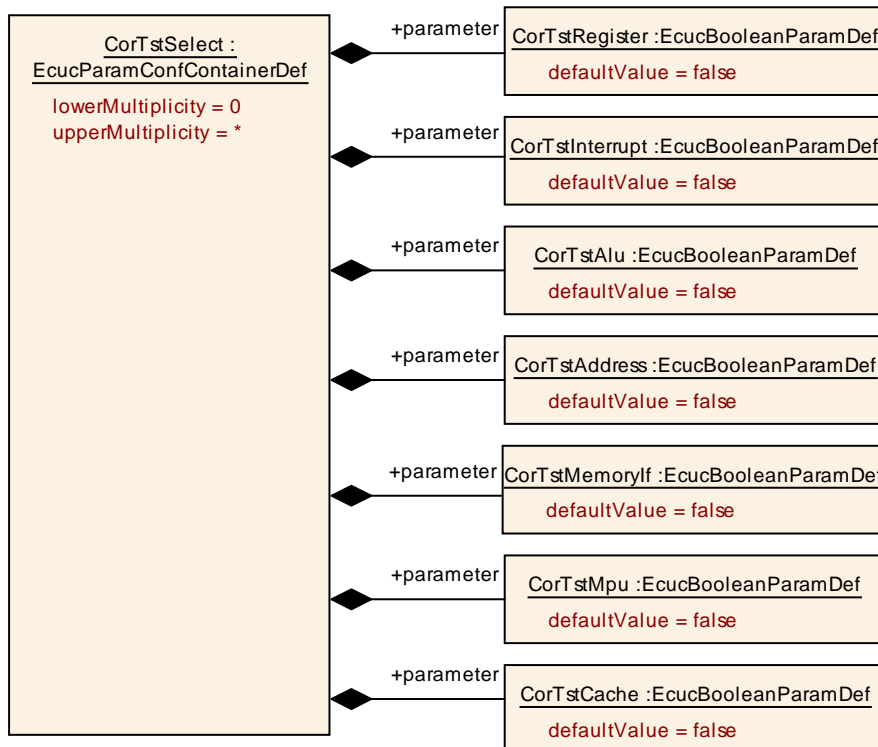 CorTstSelect :
EcucParamConfContainerDef
lowerMultiplicity = 0
upperMultiplicity = *
+parameter
CorTstRegister :EcucBooleanParamDef
defaultValue = false
+parameter
CorTstInterrupt :EcucBooleanParamDef
defaultValue = false
+parameter
CorTstAlu :EcucBooleanParamDef
defaultValue = false
+parameter
CorTstAddress :EcucBooleanParamDef
defaultValue = false
+parameter
CorTstMemoryIf :EcucBooleanParamDef
defaultValue = false
+parameter
CorTstMpu :EcucBooleanParamDef
defaultValue = false
+parameter
CorTstCache :EcucBooleanParamDef
defaultValue = false